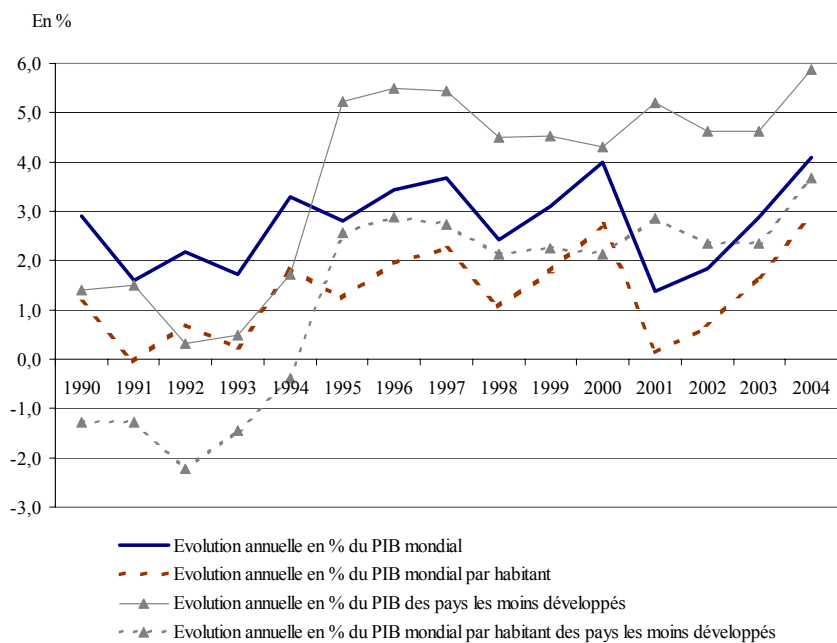 En %
6,0
5,0
4,0
3,0
2,0
1,0
0,0
1990 1991 1992 1993 1994 1995 1996 1997 1998 1999 2000 2001 2002 2003 2004
-1,0
-2,0
-3,0
Evolution annuelle en % du PIB mondial
Evolution annuelle en % du PIB mondial par habitant
Evolution annuelle en % du PIB des pays les moins développés
Evolution annuelle en % du PIB mondial par habitant des pays les moins développés